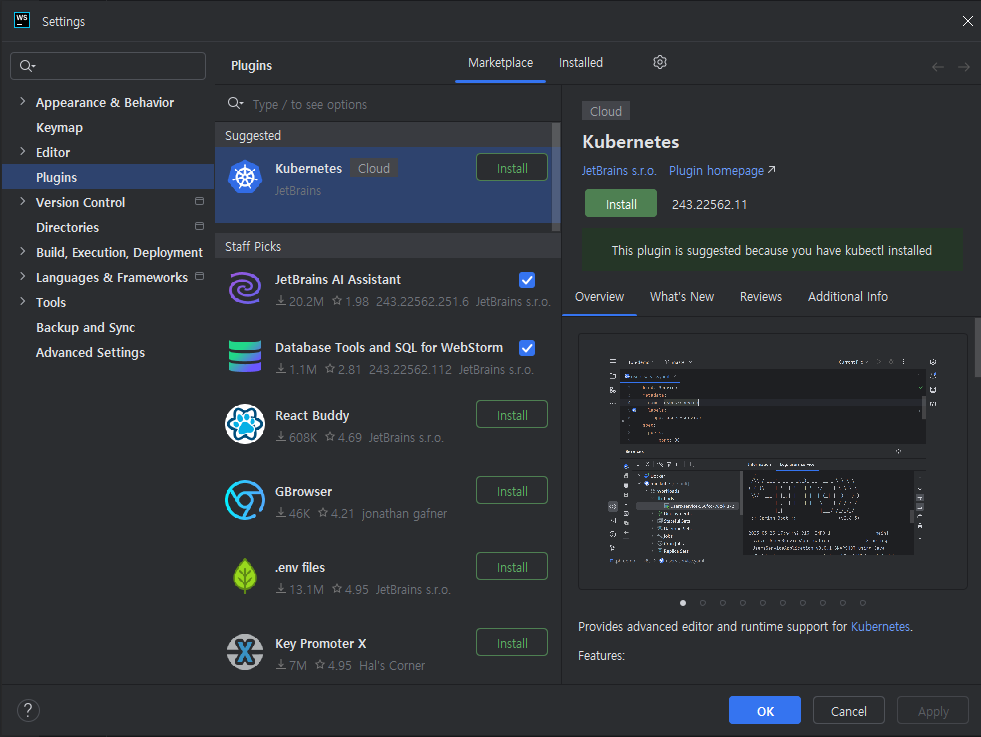 WS
Settings
Appearance & Behavior
Keymap
Editor
Plugins
Version Control
Directories
Build, Execution, Deployment
Languages & Frameworks
Tools
Backup and Sync
Advanced Settings
Plugins
Marketplace
Installed
Type / to see options
Suggested
Kubernetes Cloud
JetBrains
Install
Staff Picks
JetBrains AI Assistant
20.2M 1.98 243.22562.251.6 JetBrains s.r.o.
Database Tools and SQL for WebStorm
1.1M 2.81 243.22562.112 JetBrains s.r.o.
React Buddy
608K 4.69 JetBrains s.r.o.
Install
GBrowser
46K 4.21 jonathan gafner
Install
.env files
13.1M 4.95 JetBrains s.r.o.
Install
Key Promoter X
7M 4.95 Hal's Corner
Install
Cloud
Kubernetes
JetBrains s.r.o. Plugin homepage
Install 243.22562.11
This plugin is suggested because you have kubectl installed
Overview What's New Reviews Additional Info
Provides advanced editor and runtime support for Kubernetes.
Features:
?
OK Cancel Apply